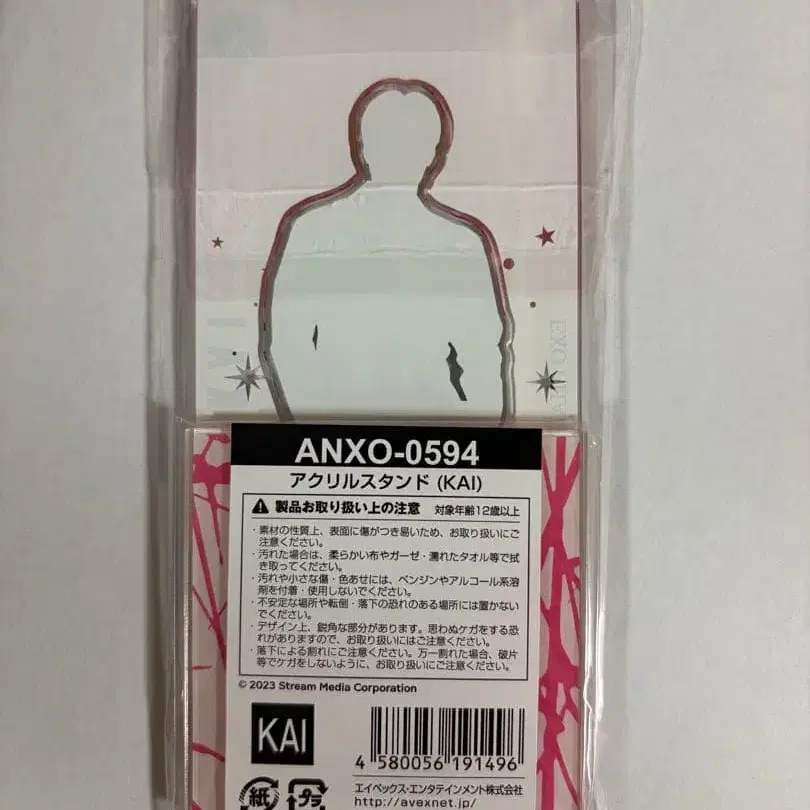 EXO
ANXO-0594
アクリルスタンド (KAI)
製品お取り扱い上の注意 対象年齢12歳以上
・素材の性質上、表面に傷がつき易いため、お取り扱いにご
注意ください。
・汚れた場合は、柔らかい布やガーゼ・濡れたタオル等で拭
き取ってください。
・汚れや小さな傷・色あせには、ベンジンやアルコール系溶
剤を付着・使用しないでください。
・不安定な場所や転倒・落下の恐れのある場所には置かない
でください。
・デザイン上、鋭角な部分があります。思わぬケガをする恐
れがありますので、お取り扱いにはご注意ください。
・落下による割れにご注意ください。万一割れた場合、破片
等でケガをしないように、お取り扱いにご注意ください。
© 2023 Stream Media Corporation
KAI
4 580056 191496
エイベックス・エンタテインメント株式会社
http://avexnet.jp/
紙
プラ